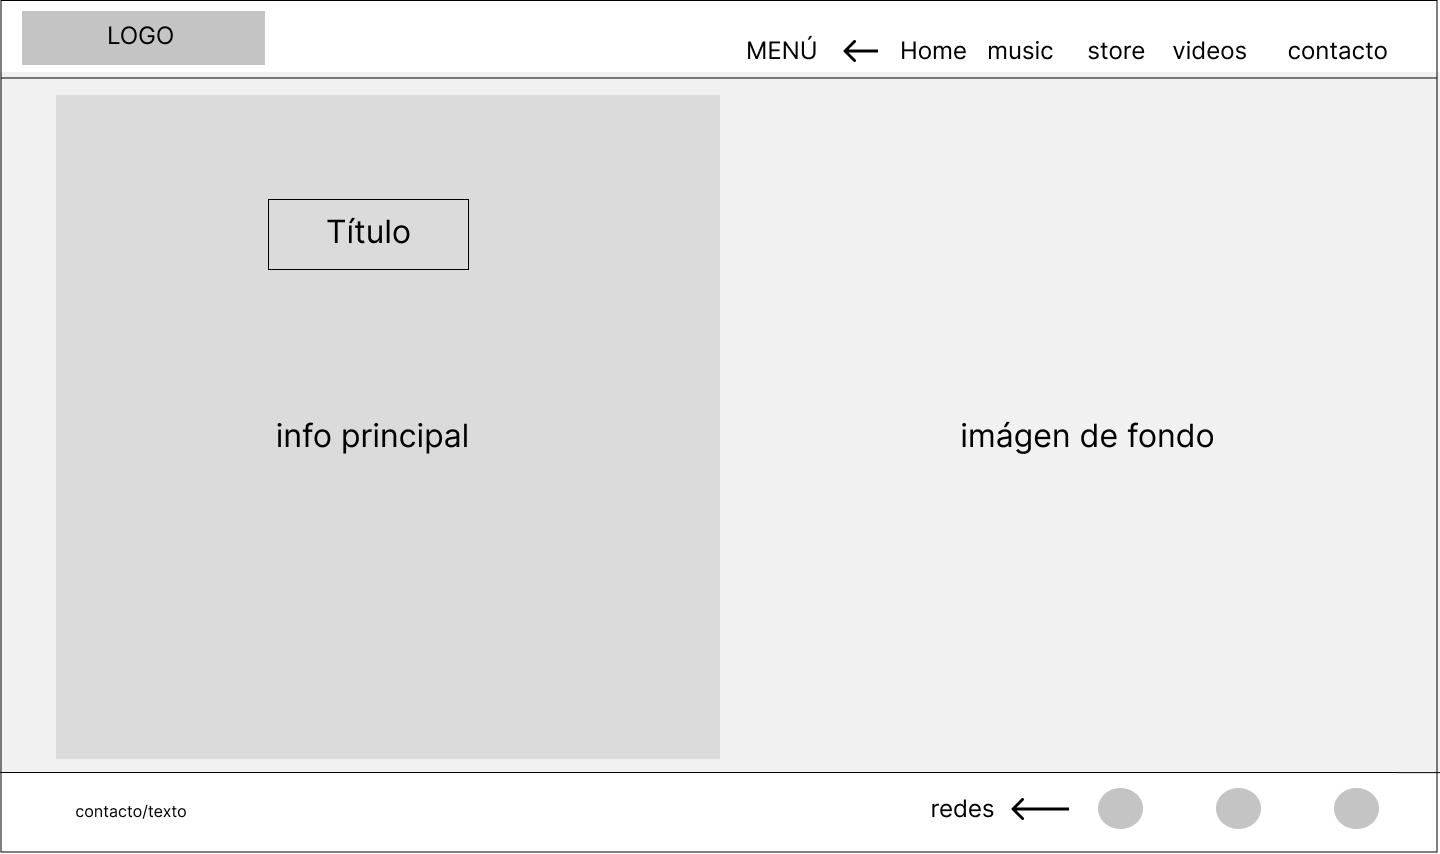 LOGO
MENÚ Home music store videos contacto
Título
info principal
imágen de fondo
contacto/texto
redes